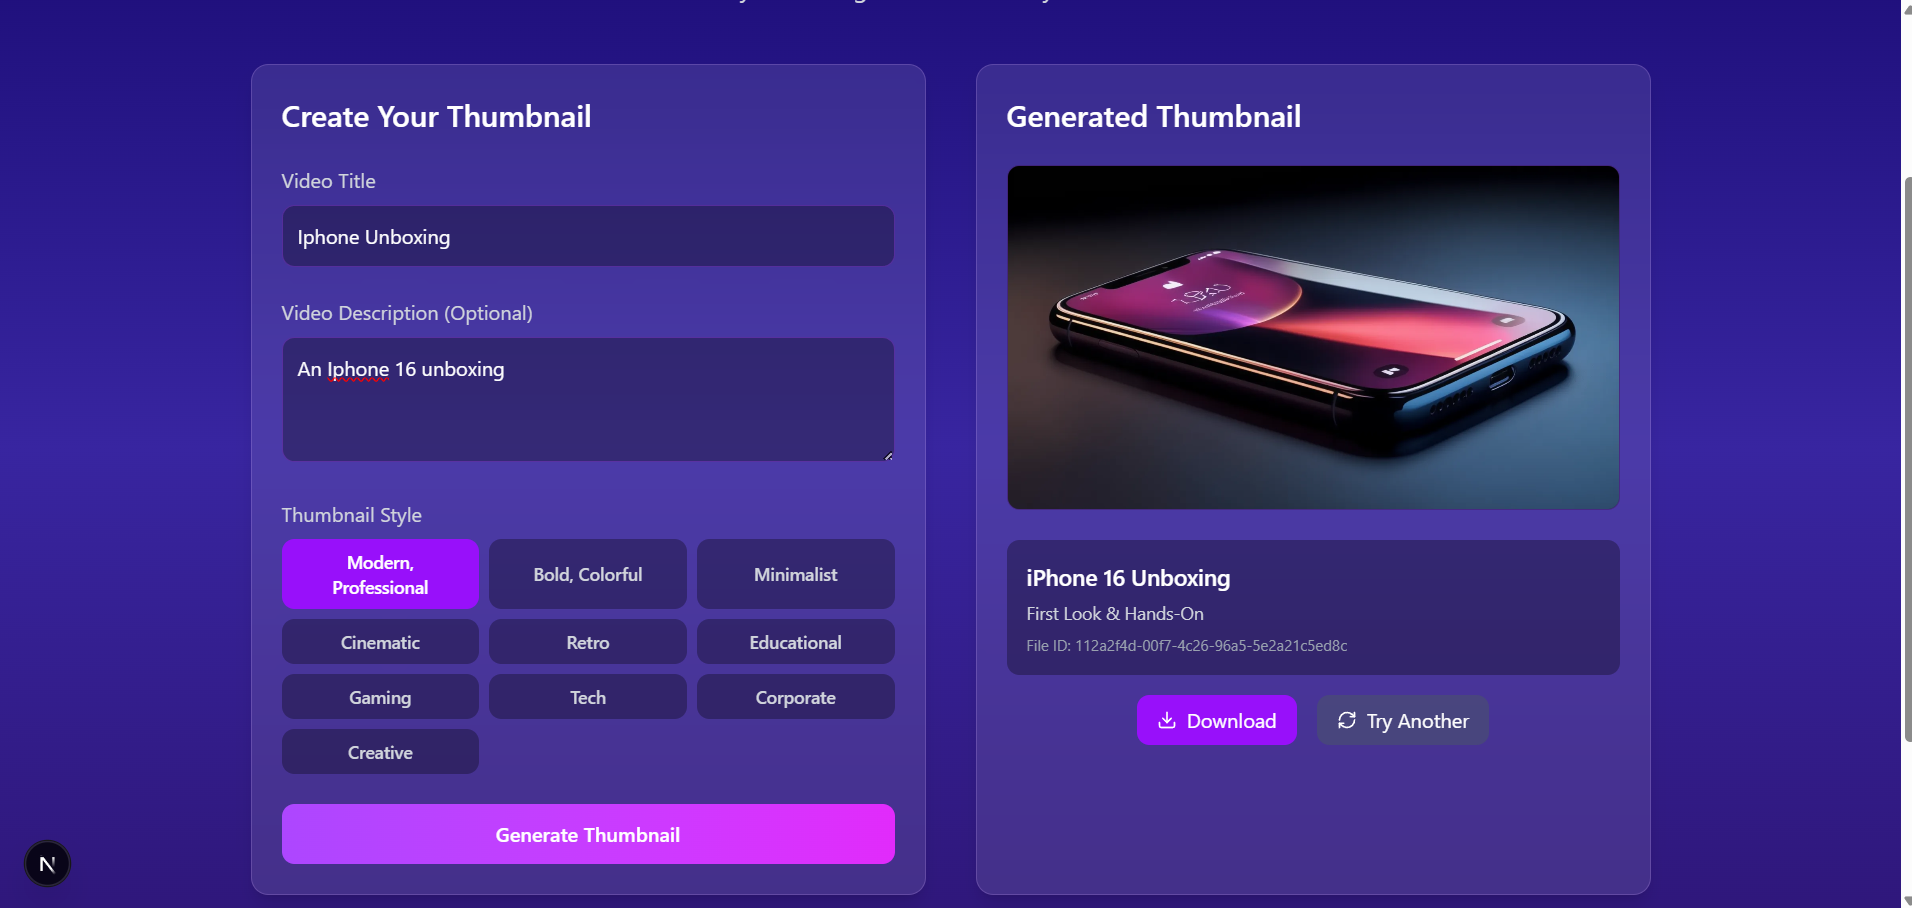 Create Your Thumbnail
Video Title
Iphone Unboxing
Video Description (Optional)
An Iphone 16 unboxing
Thumbnail Style
Modern,
Professional
Bold, Colorful
Minimalist
Cinematic
Retro
Educational
Gaming
Tech
Corporate
Creative
Generate Thumbnail
N
Generated Thumbnail
iPhone 16 Unboxing
First Look & Hands-On
File ID: 112a2f4d-00f7-4c26-96a5-5e2a21c5ed8c
Download
Try Another